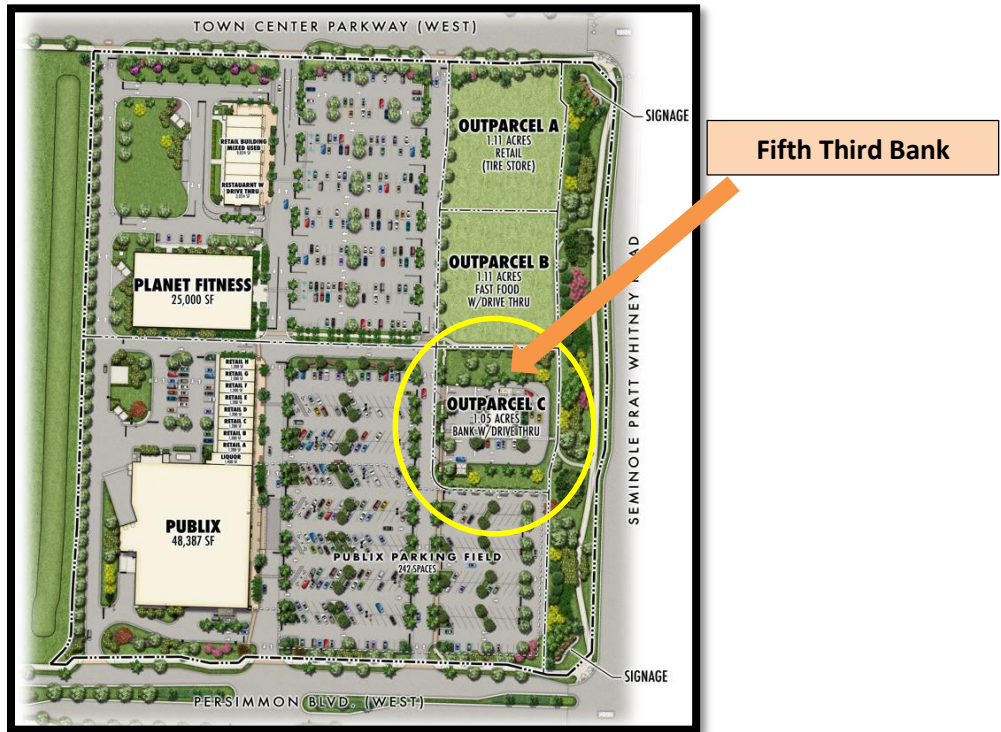 TOWN CENTER PARKWAY (WEST)
SIGNAGE
Fifth Third Bank
OUTPARCEL A
1.11 ACRES
RETAIL
(TIRE STORE)
RETAIL BUILDING
MIXED USED
RESTAUARNT W
DRIVE THRU
OUTPARCEL B
1.11 ACRES
FAST FOOD
W/DRIVE THRU
PLANET FITNESS
25,000 SF
SEMINOLE PRATT WHITNEY
RETAIL H
RETAIL G
RETAIL F
RETAIL E
RETAIL D
RETAIL C
RETAIL B
RETAIL A
LIQUOR
OUTPARCEL C
1.05 ACRES
BANK W/DRIVE THRU
PUBLIX
48,387 SF
PUBLIX PARKING FIELD
242 SPACES
SIGNAGE
PERSIMMON BLVD. (WEST)